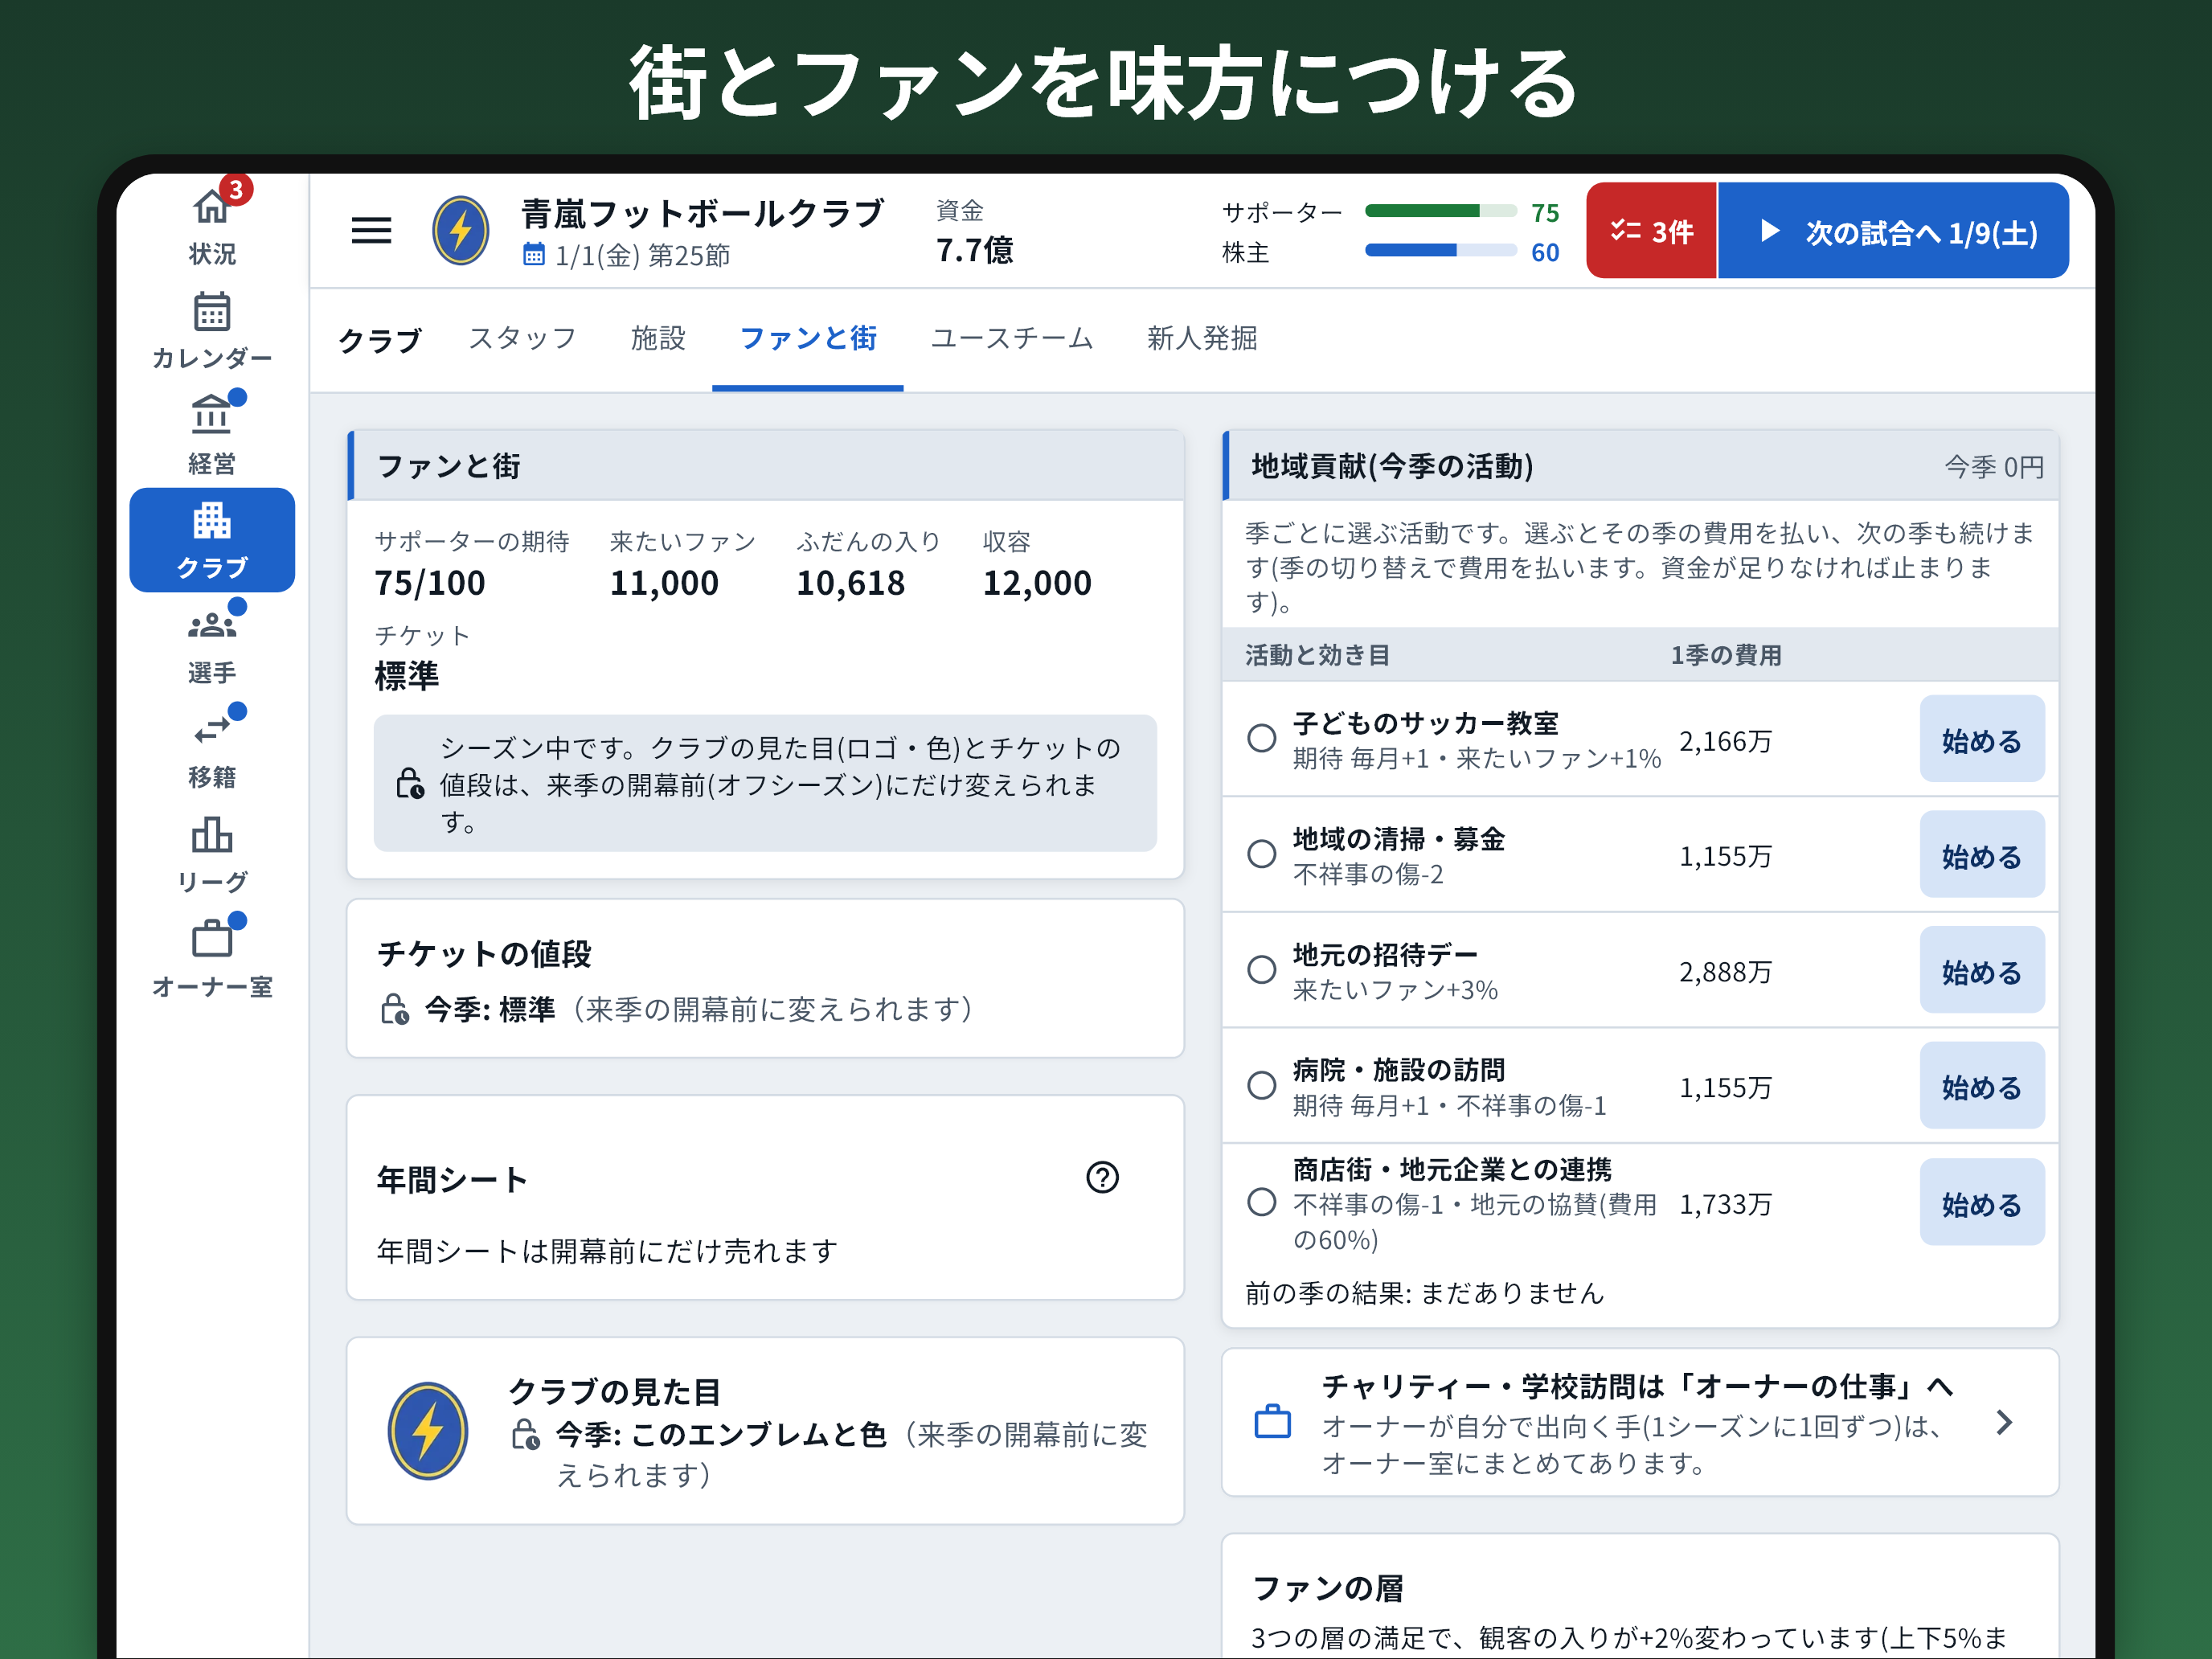 街とファンを味方につける
3
状況
カレンダー
経営
クラブ
選手
移籍
リーグ
オーナー室
青嵐フットボールクラブ
1/1(金) 第25節
資金
7.7億
サポーター 75
株主 60
3件
次の試合へ 1/9(土)
クラブ スタッフ 施設 ファンと街 ユースチーム 新人発掘
ファンと街
サポーターの期待 来たいファン ふだんの入り 収容
75/100 11,000 10,618 12,000
チケット
標準
シーズン中です。クラブの見た目(ロゴ・色)とチケットの
値段は、来季の開幕前(オフシーズン)にだけ変えられま
す。
チケットの値段
今季: 標準（来季の開幕前に変えられます）
年間シート
年間シートは開幕前にだけ売れます
クラブの見た目
今季: このエンブレムと色（来季の開幕前に変
えられます）
地域貢献(今季の活動) 今季 0円
季ごとに選ぶ活動です。選ぶとその季の費用を払い、次の季も続けま
す(季の切り替えで費用を払います。資金が足りなければ止まりま
す)。
活動と効き目 1季の費用
子どものサッカー教室
期待 毎月+1・来たいファン+1% 2,166万 始める
地域の清掃・募金
不祥事の傷-2 1,155万 始める
地元の招待デー
来たいファン+3% 2,888万 始める
病院・施設の訪問
期待 毎月+1・不祥事の傷-1 1,155万 始める
商店街・地元企業との連携
不祥事の傷-1・地元の協賛(費用 1,733万 始める
の60%)
前の季の結果: まだありません
チャリティー・学校訪問は「オーナーの仕事」へ
オーナーが自分で出向く手(1シーズンに1回ずつ)は、
オーナー室にまとめてあります。
ファンの層
3つの層の満足で、観客の入りが+2%変わっています(上下5%ま